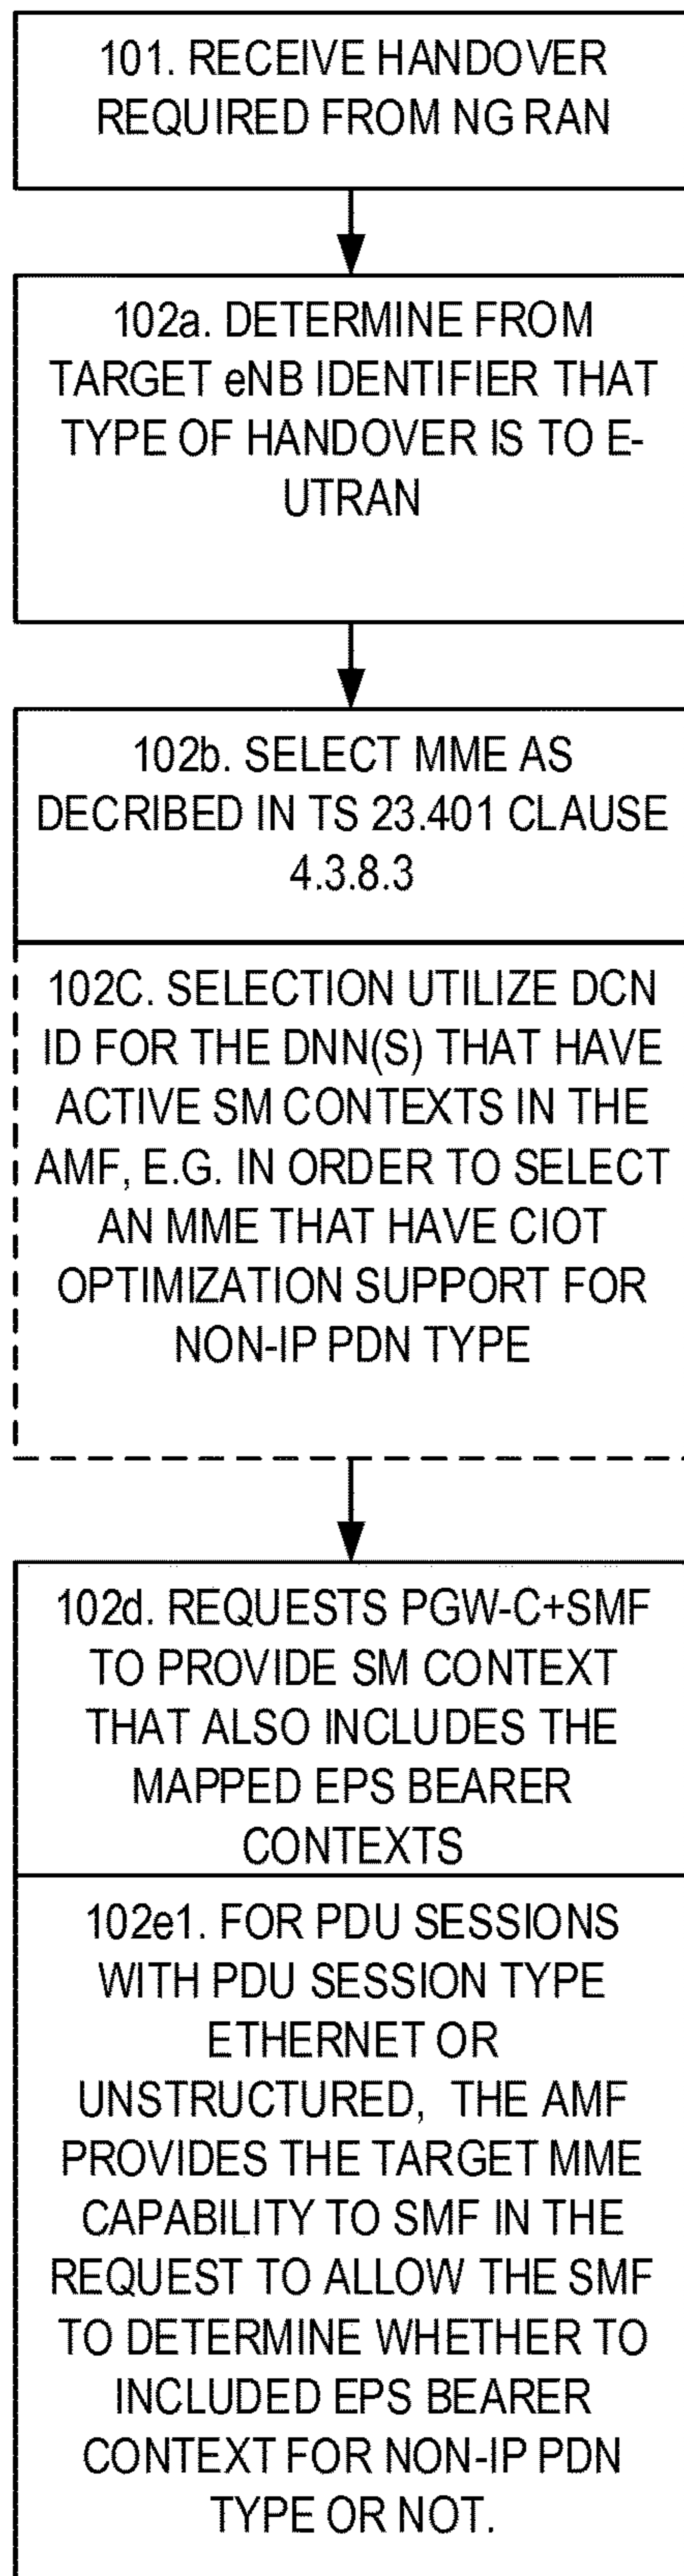 101. RECEIVE HANDOVER
REQUIRED FROM NG RAN
102a. DETERMINE FROM
TARGET eNB IDENTIFIER THAT
TYPE OF HANDOVER IS TO E-
UTRAN
102b. SELECT MME AS
DECRIBED IN TS 23.401 CLAUSE
4.3.8.3
102C. SELECTION UTILIZE DCN
ID FOR THE DNN(S) THAT HAVE
ACTIVE SM CONTEXTS IN THE
AMF, E.G. IN ORDER TO SELECT
AN MME THAT HAVE CIOT
OPTIMIZATION SUPPORT FOR
NON-IP PDN TYPE
102d. REQUESTS PGW-C+SMF
TO PROVIDE SM CONTEXT
THAT ALSO INCLUDES THE
MAPPED EPS BEARER
CONTEXTS
102e1. FOR PDU SESSIONS
WITH PDU SESSION TYPE
ETHERNET OR
UNSTRUCTURED, THE AMF
PROVIDES THE TARGET MME
CAPABILITY TO SMF IN THE
REQUEST TO ALLOW THE SMF
TO DETERMINE WHETHER TO
INCLUDED EPS BEARER
CONTEXT FOR NON-IP PDN
TYPE OR NOT.